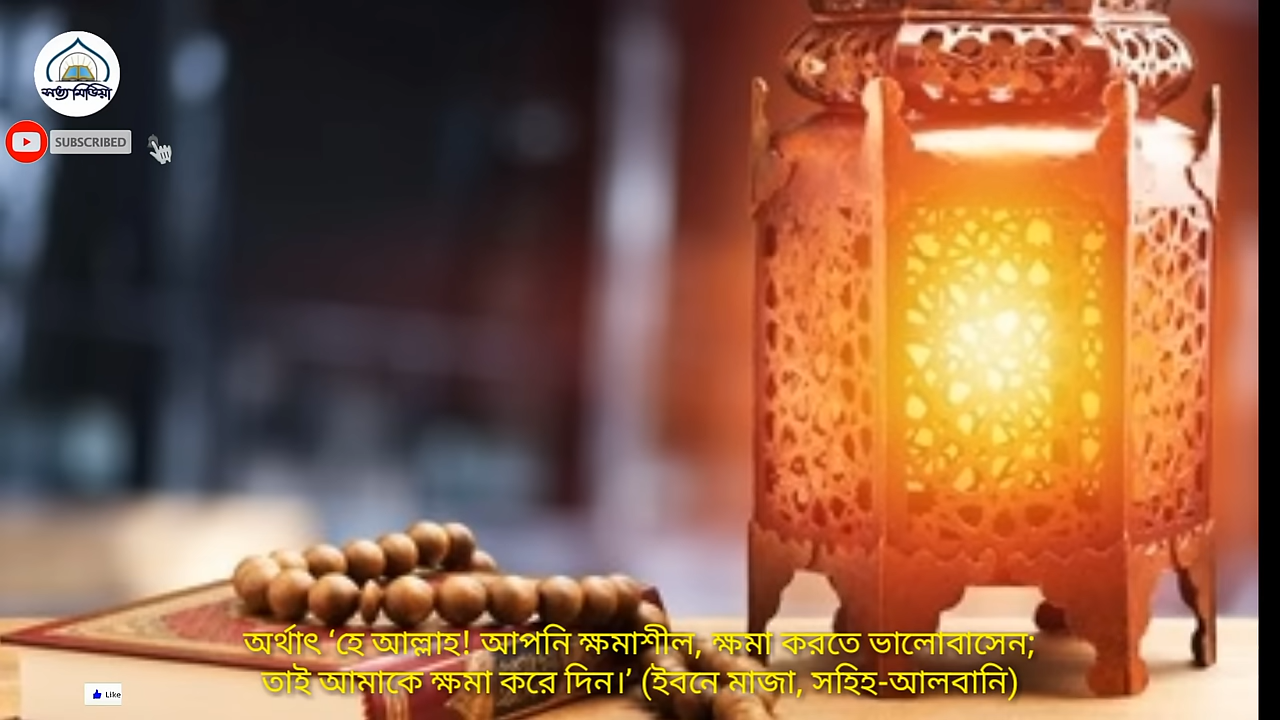 সত্য মিডিয়া
SUBSCRIBED
অর্থাৎ ‘হে আল্লাহ! আপনি ক্ষমাশীল, ক্ষমা করতে ভালোবাসেন;
তাই আমাকে ক্ষমা করে দিন।’ (ইবনে মাজা, সহিহ-আলবানি)
Like